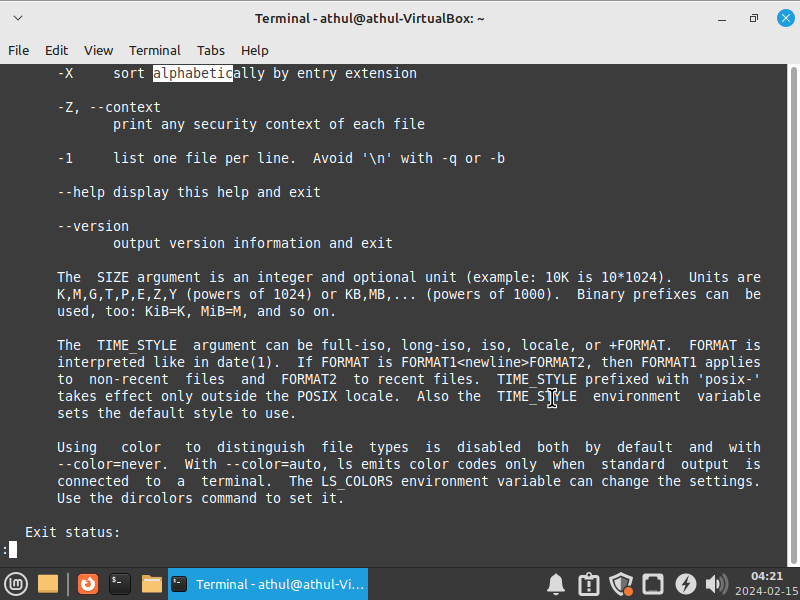 Terminal - athul@athul-VirtualBox: ~
File Edit View Terminal Tabs Help
-X     sort alphabetically by entry extension
-Z, --context
print any security context of each file
-1     list one file per line.  Avoid '\n' with -q or -b
--help display this help and exit
--version
output version information and exit
The  SIZE argument is an integer and optional unit (example: 10K is 10*1024).  Units are
K,M,G,T,P,E,Z,Y (powers of 1024) or KB,MB,... (powers of 1000).  Binary prefixes can  be
used, too: KiB=K, MiB=M, and so on.
The  TIME_STYLE  argument can be full-iso, long-iso, iso, locale, or +FORMAT.  FORMAT is
interpreted like in date(1).  If FORMAT is FORMAT1<newline>FORMAT2, then FORMAT1 applies
to  non-recent  files  and  FORMAT2  to recent files.  TIME_STYLE prefixed with 'posix-'
takes effect only outside the POSIX locale.  Also the  TIME_STYLE  environment  variable
sets the default style to use.
Using   color   to  distinguish  file  types  is  disabled  both  by  default  and  with
--color=never.  With --color=auto, ls emits color codes only  when  standard  output  is
connected  to  a  terminal.  The LS_COLORS environment variable can change the settings.
Use the dircolors command to set it.
Exit status:
:
Terminal - athul@athul-Vi...
04:21
2024-02-15